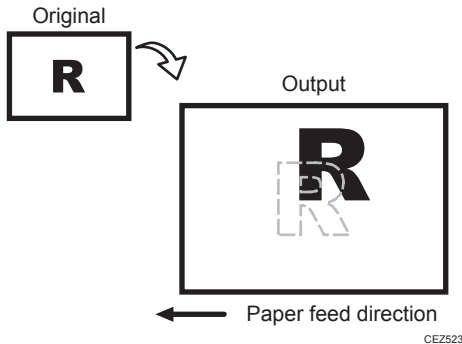 Original
R
Output
R
R
Paper feed direction
CEZ523